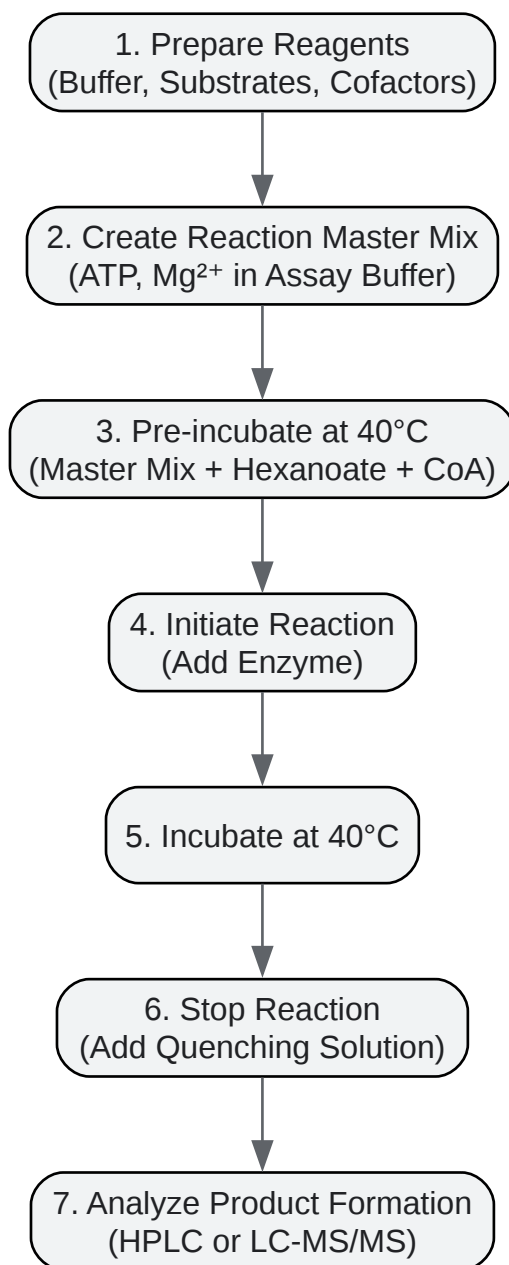 1. Prepare Reagents
(Buffer, Substrates, Cofactors)
2. Create Reaction Master Mix
(ATP, Mg²⁺ in Assay Buffer)
3. Pre-incubate at 40°C
(Master Mix + Hexanoate + CoA)
4. Initiate Reaction
(Add Enzyme)
5. Incubate at 40°C
6. Stop Reaction
(Add Quenching Solution)
7. Analyze Product Formation
(HPLC or LC-MS/MS)